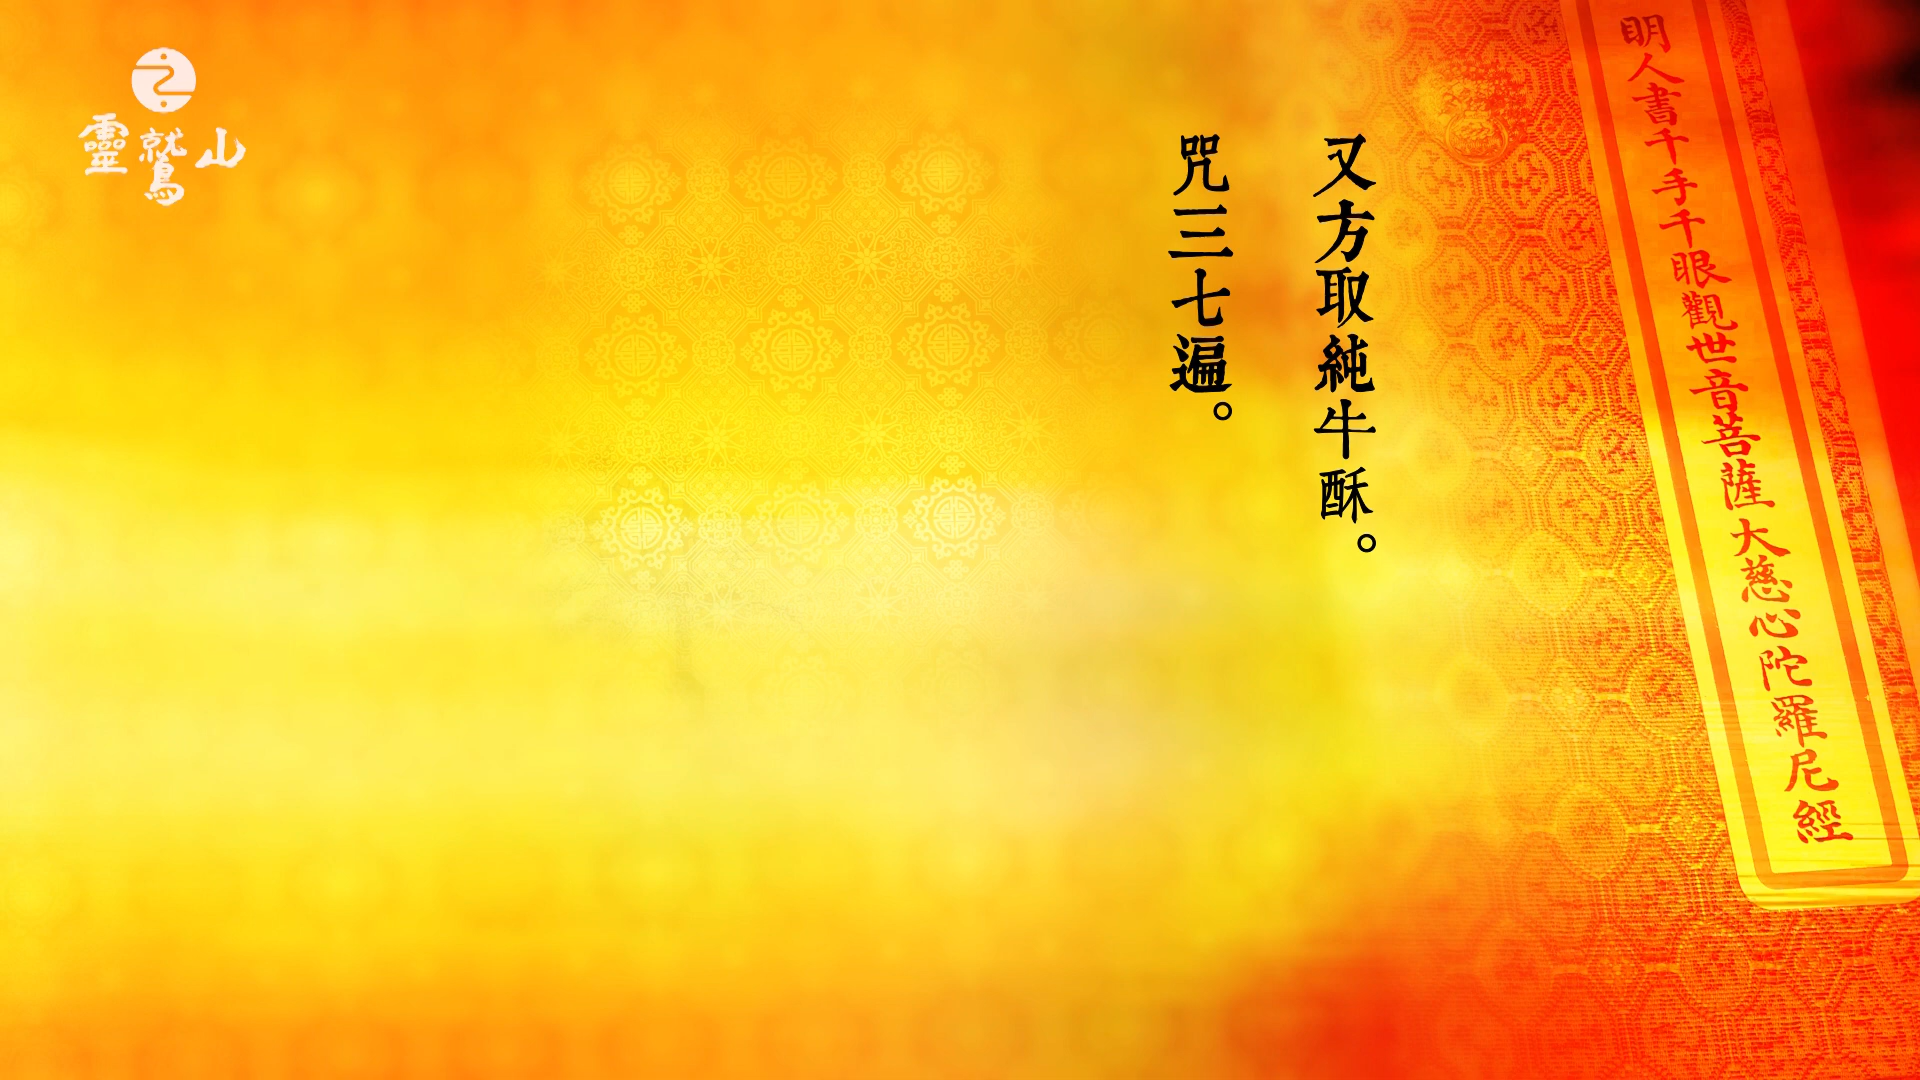 明人書千手千眼觀世音菩薩大慈心陀羅尼經
又方取純牛酥。
咒三七遍。
靈鷲山